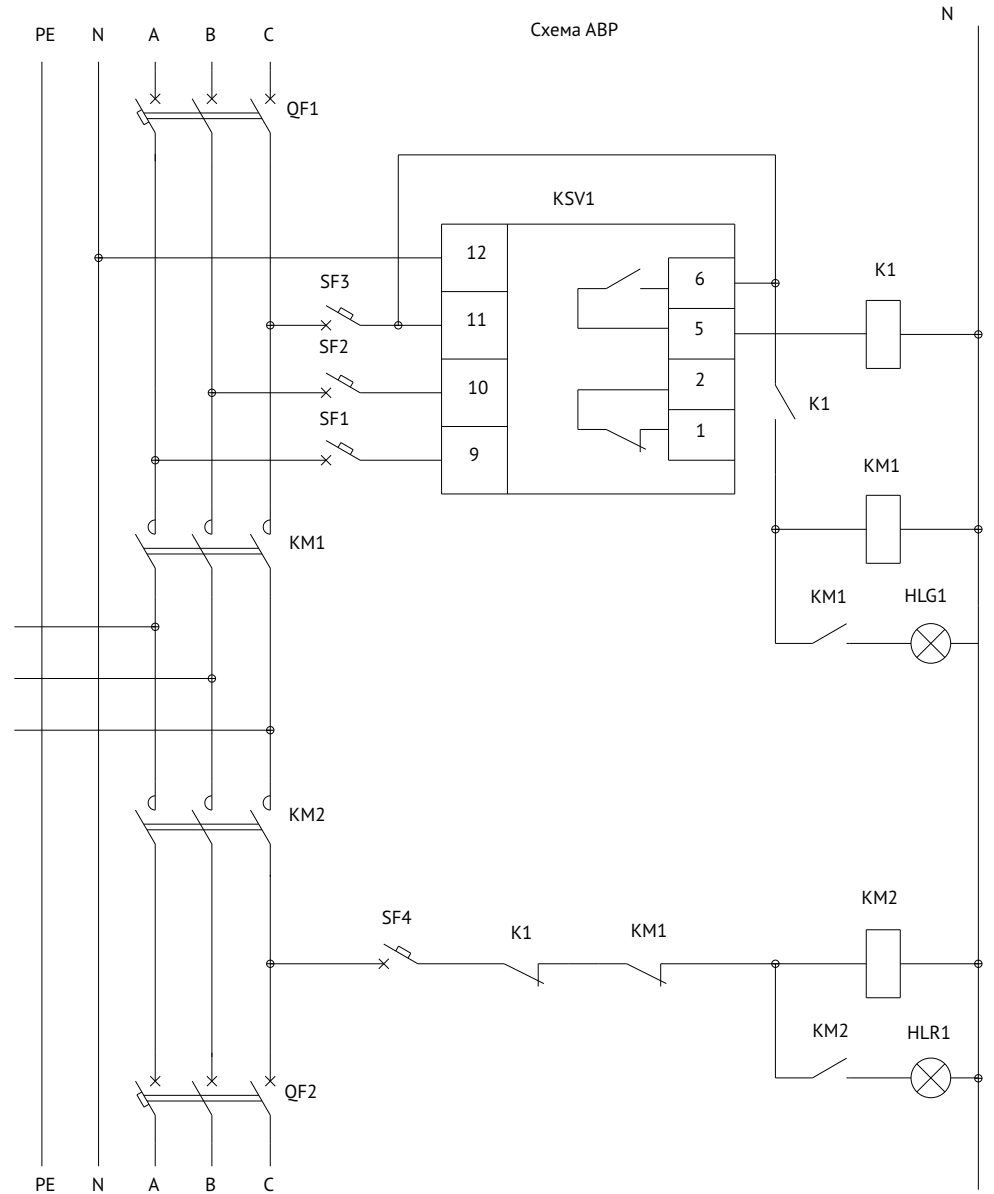 N
PE N A B C
Схема АВР
QF1
KSV1
12
11
10
9
6
5
2
1
SF3
SF2
SF1
K1
K1
KM1
KM1
KM1
HLG1
KM2
SF4
K1
KM1
KM2
KM2
HLR1
QF2
PE N A B C